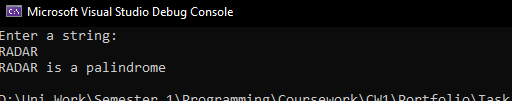 Microsoft Visual Studio Debug Console
Enter a string:
RADAR
RADAR is a palindrome
D:\Uni Work\Semester 1\Programming\Coursework\CW1\Portfolio\Task